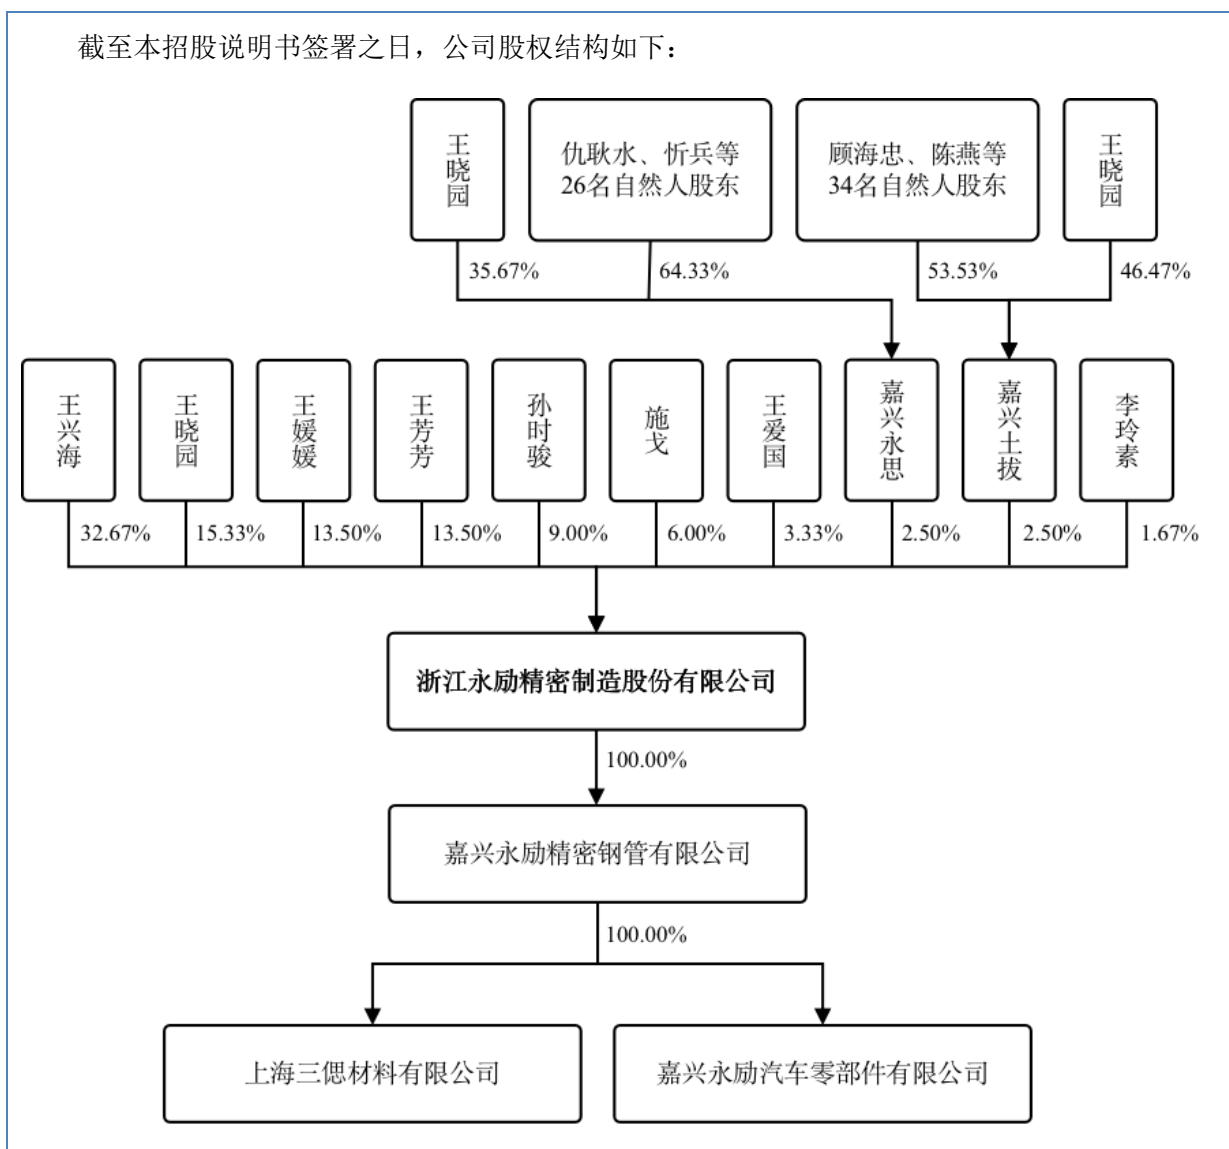 截至本招股说明书签署之日，公司股权结构如下：
王晓园
仇耿水、忻兵等
26名自然人股东
顾海忠、陈燕等
34名自然人股东
王晓园
35.67%
64.33%
53.53%
46.47%
王兴海
王晓园
王媛媛
王芳芳
孙时骏
施戈
王爱国
嘉兴永思
嘉兴土拔
李玲素
32.67%
15.33%
13.50%
13.50%
9.00%
6.00%
3.33%
2.50%
2.50%
1.67%
浙江永励精密制造股份有限公司
100.00%
嘉兴永励精密钢管有限公司
100.00%
上海三偲材料有限公司
嘉兴永励汽车零部件有限公司